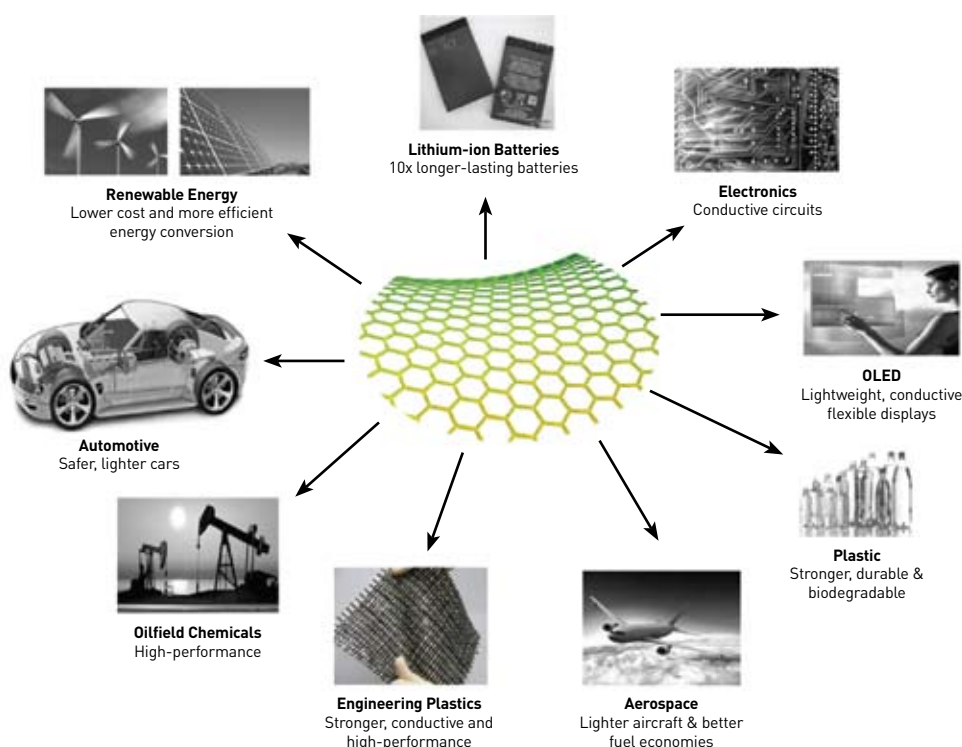 Lithium-ion Batteries
10x longer-lasting batteries
Renewable Energy
Lower cost and more efficient
energy conversion
Electronics
Conductive circuits
OLED
Lightweight, conductive
flexible displays
Automotive
Safer, lighter cars
Plastic
Stronger, durable &
biodegradable
Oilfield Chemicals
High-performance
Engineering Plastics
Stronger, conductive and
high-performance
Aerospace
Lighter aircraft & better
fuel economies